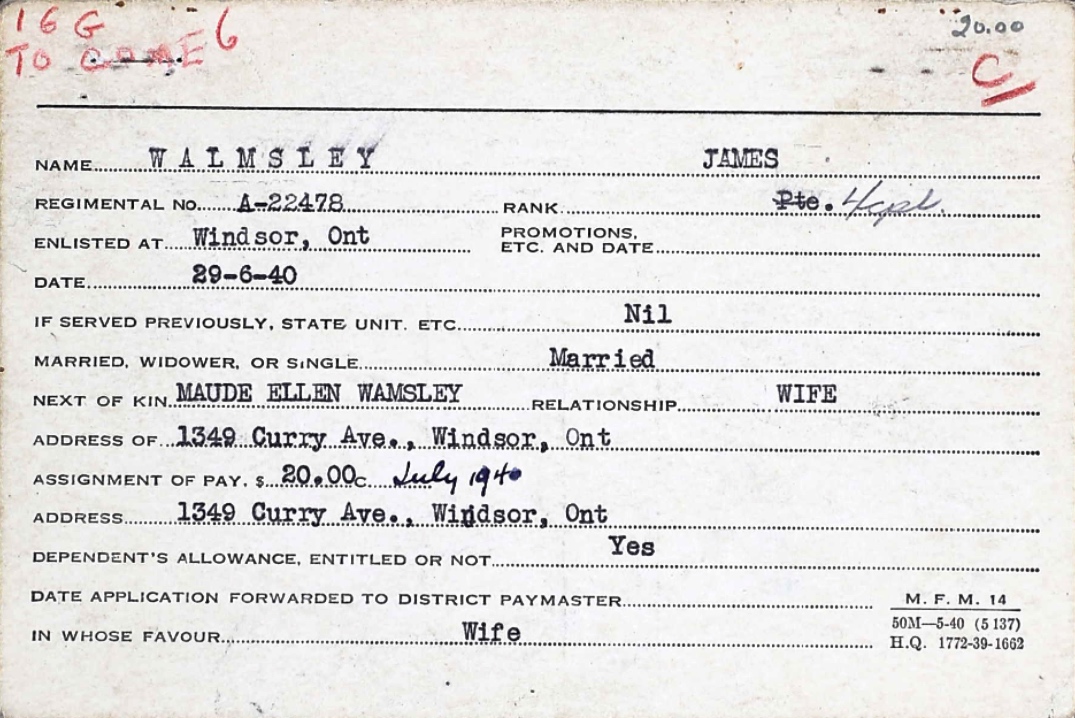 16 G 6
TO COME
20.00
C/
NAME WALMSLEY JAMES
REGIMENTAL NO. A-22478 RANK Pte. L/cpl.
ENLISTED AT Windsor, Ont PROMOTIONS, ETC. AND DATE
DATE 29-6-40
IF SERVED PREVIOUSLY, STATE UNIT. ETC. Nil
MARRIED, WIDOWER, OR SINGLE Married
NEXT OF KIN MAUDE ELLEN WAMSLEY RELATIONSHIP WIFE
ADDRESS OF 1349 Curry Ave., Windsor, Ont
ASSIGNMENT OF PAY. $ 20.00 C July 1940
ADDRESS 1349 Curry Ave., Windsor, Ont
DEPENDENT'S ALLOWANCE, ENTITLED OR NOT Yes
DATE APPLICATION FORWARDED TO DISTRICT PAYMASTER
IN WHOSE FAVOUR Wife
M. F. M. 14
50M—5-40 (5137)
H.Q. 1772-39-1662